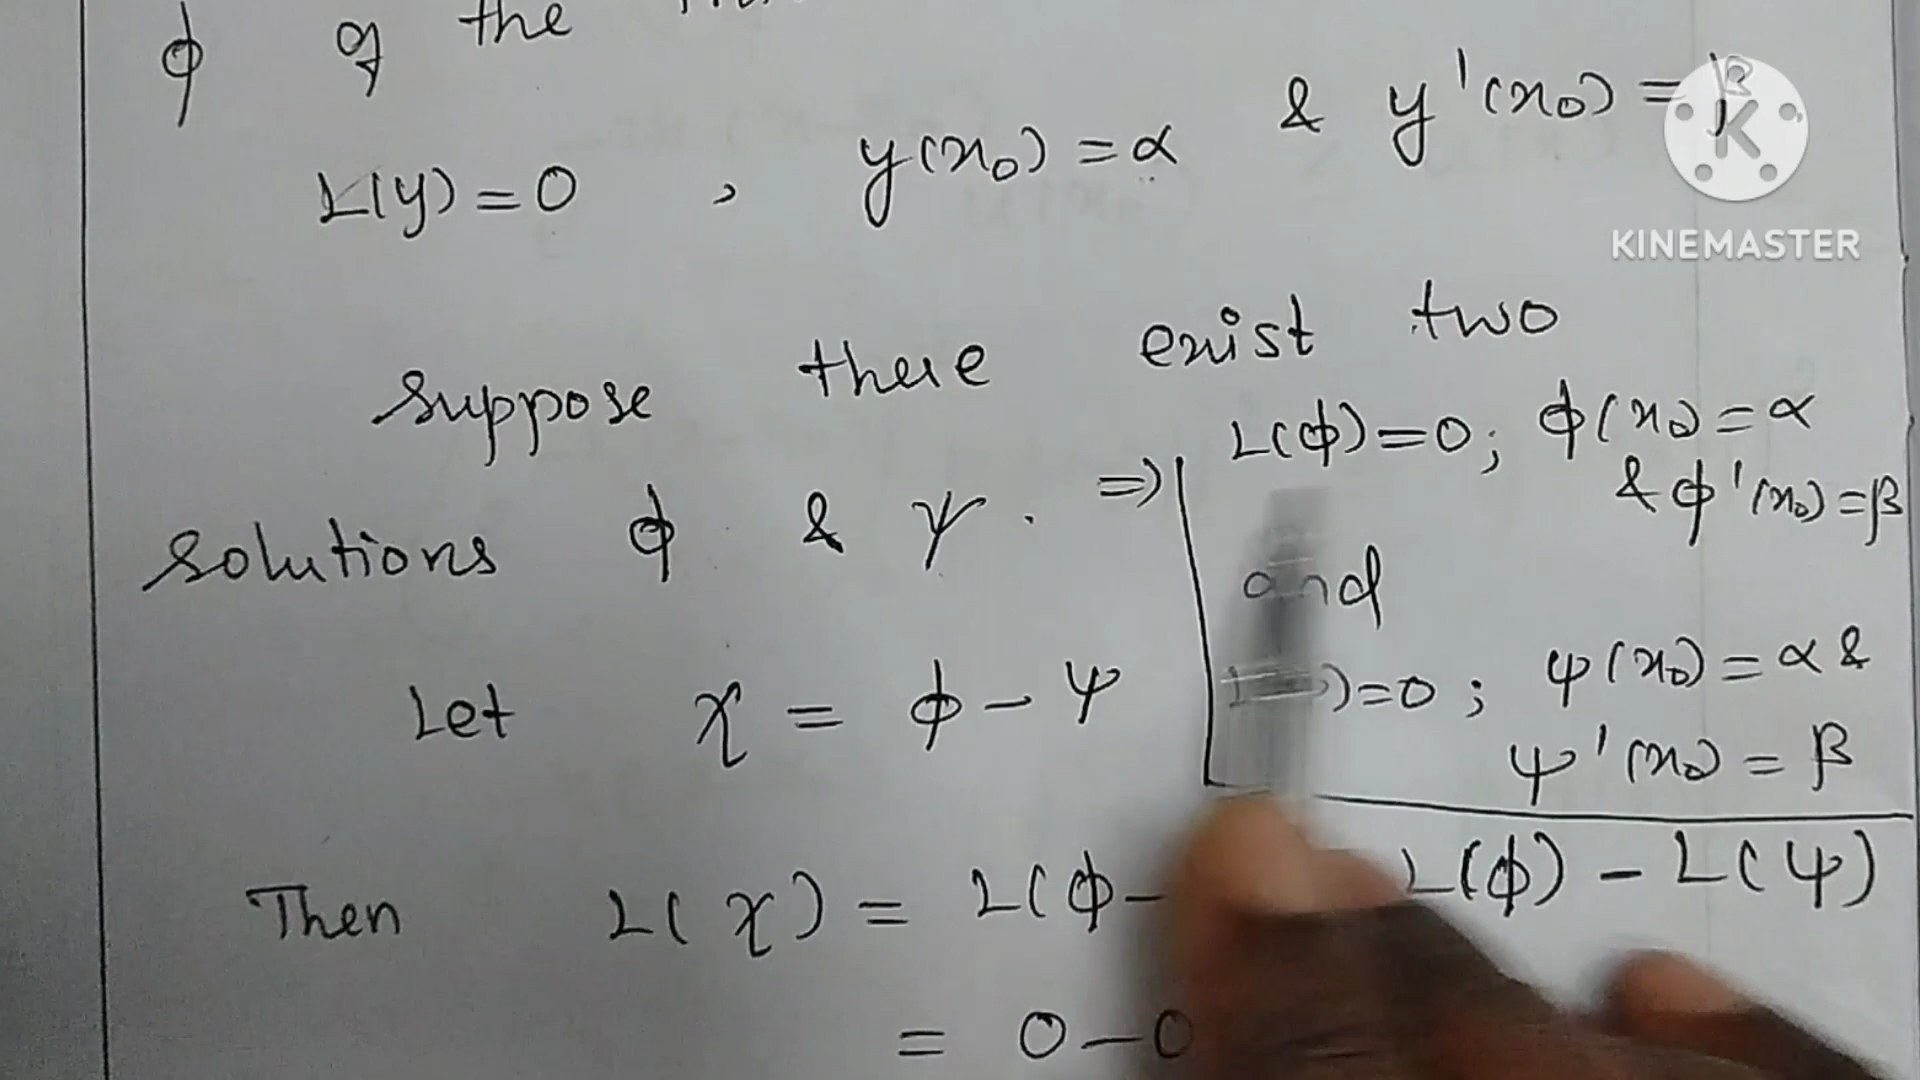 φ of the
L(y) = 0 , y(x₀) = α & y'(x₀) = β
KINEMASTER
Suppose there exist two
solutions φ & ψ. ⇒
L(φ) = 0; φ(x₀) = α
& φ'(x₀) = β
and
) = 0 ; ψ(x₀) = α &
ψ'(x₀) = β
Let χ = φ - ψ
Then L(χ) = L(φ - L(φ) - L(ψ)
= 0 - 0